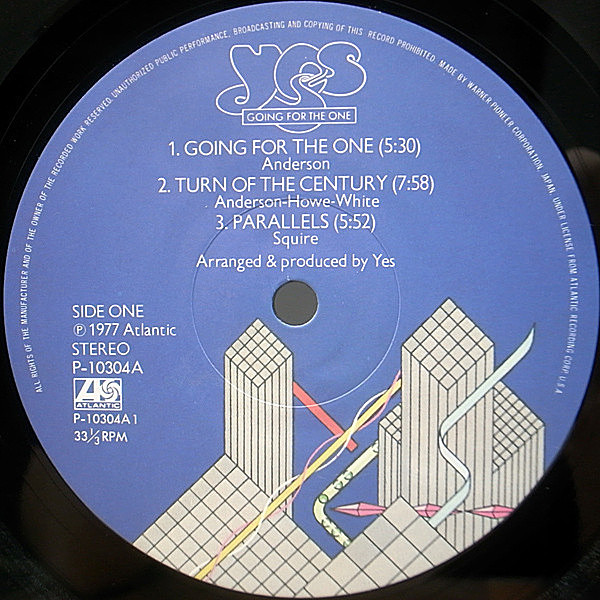 ALL RIGHTS OF THE MANUFACTURER AND OF THE OWNER OF THE RECORDED WORK RESERVED. UNAUTHORIZED PUBLIC PERFORMANCE, BROADCASTING AND COPYING OF THIS RECORD PROHIBITED. MADE BY WARNER PIONEER CORPORATION, JAPAN, UNDER LICENSE FROM ATLANTIC RECORDING CORP. U.S.A.
yes
GOING FOR THE ONE
1. GOING FOR THE ONE (5:30)
Anderson
2. TURN OF THE CENTURY (7:58)
Anderson-Howe-White
3. PARALLELS (5:52)
Squire
Arranged & produced by Yes
SIDE ONE
℗ 1977 Atlantic
STEREO
P-10304A
ATLANTIC
P-10304A1
33⅓ RPM